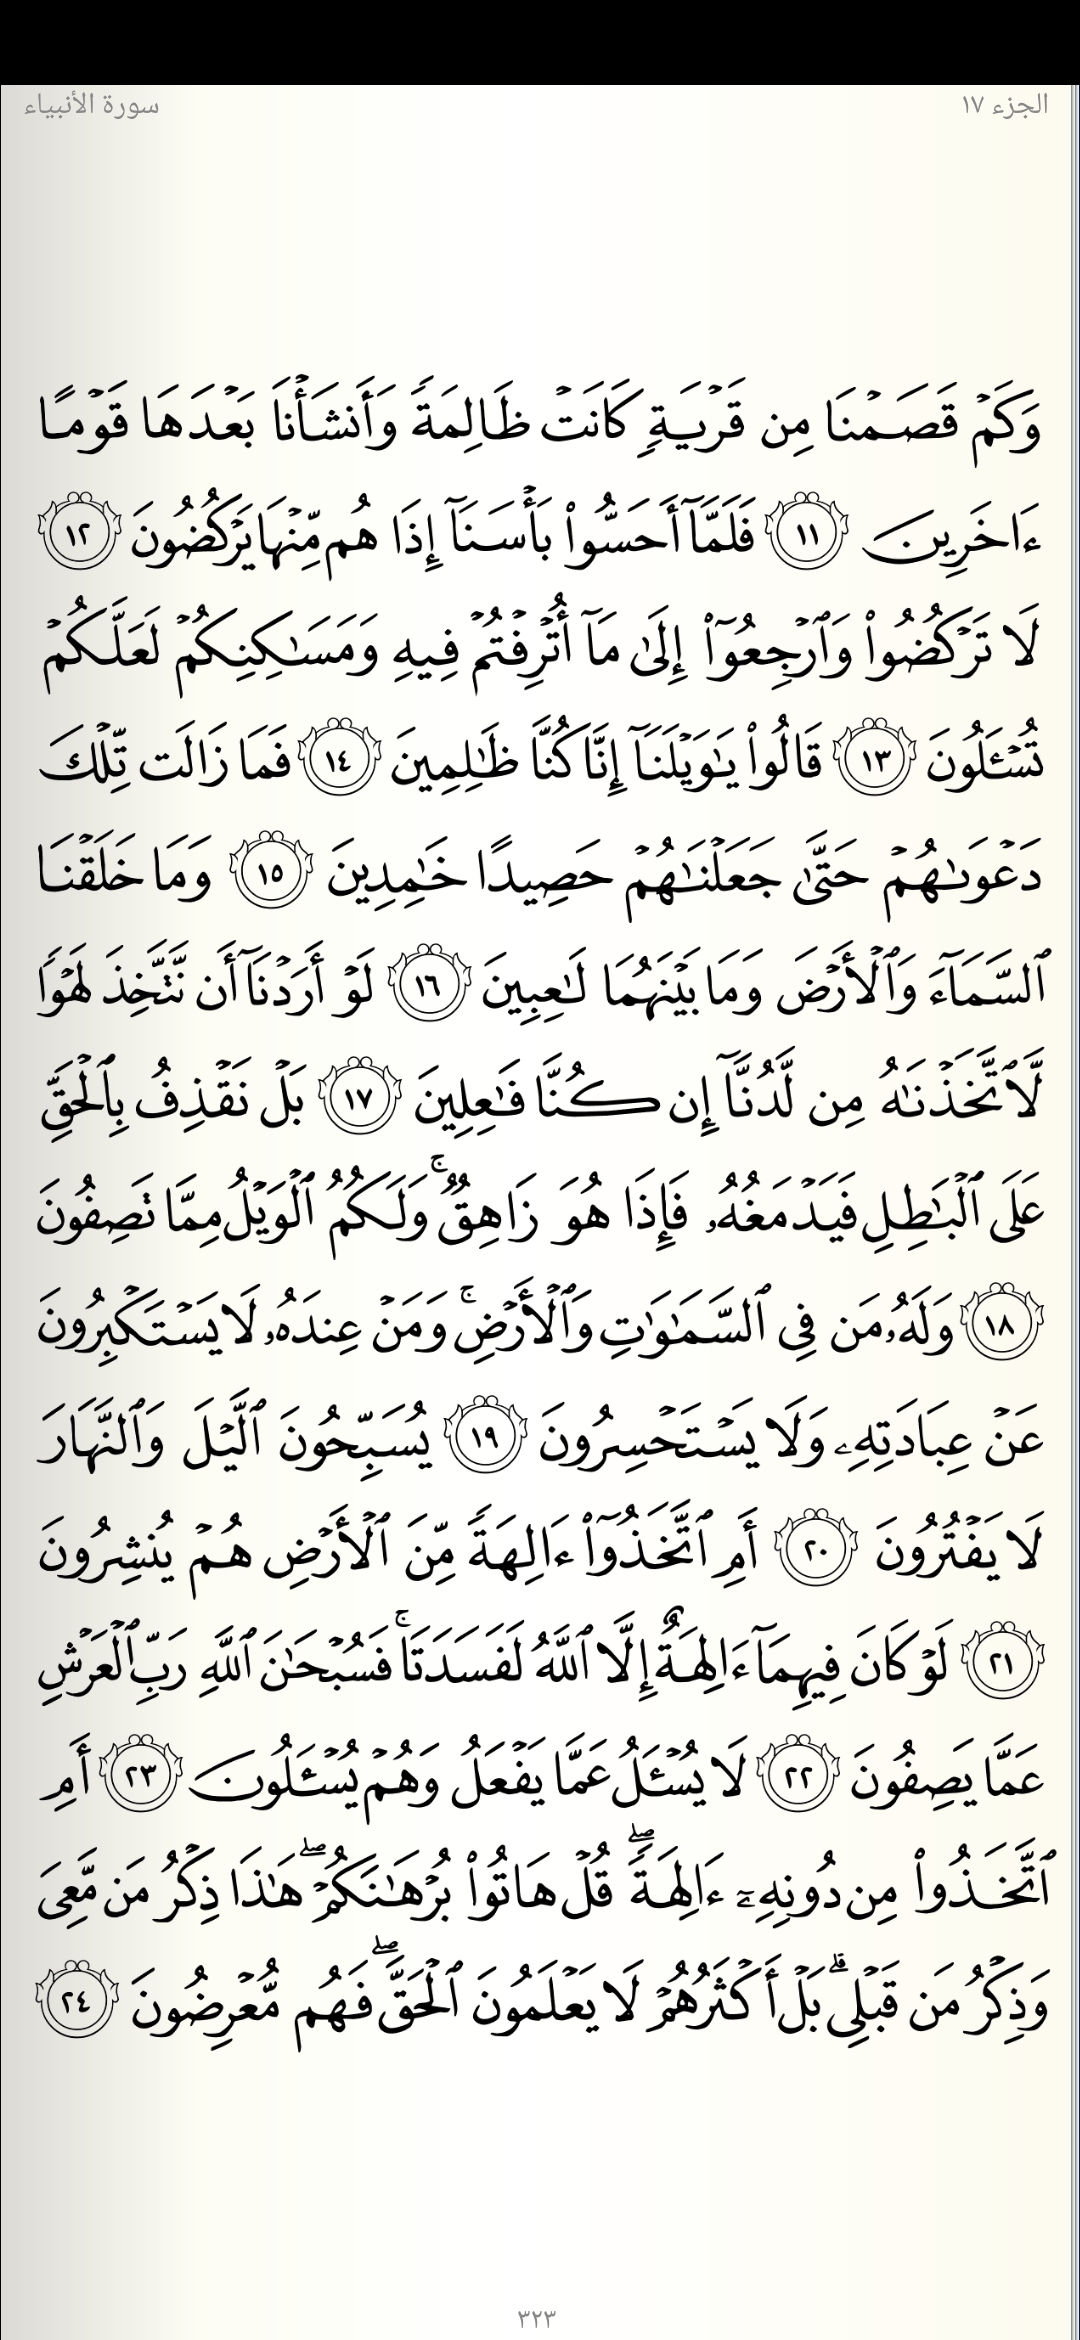 الجزء ١٧
سورة الأنبياء
وَكَمۡ قَصَمۡنَا مِن قَرۡيَةٖ كَانَتۡ ظَالِمَةٗ وَأَنشَأۡنَا بَعۡدَهَا قَوۡمًا
ءَاخَرِينَ ١١ فَلَمَّآ أَحَسُّواْ بَأۡسَنَآ إِذَا هُم مِّنۡهَا يَرۡكُضُونَ ١٢
لَا تَرۡكُضُواْ وَٱرۡجِعُوٓاْ إِلَىٰ مَآ أُتۡرِفۡتُمۡ فِيهِ وَمَسَٰكِنِكُمۡ لَعَلَّكُمۡ
تُسۡـَٔلُونَ ١٣ قَالُواْ يَٰوَيۡلَنَآ إِنَّا كُنَّا ظَٰلِمِينَ ١٤ فَمَا زَالَت تِّلۡكَ
دَعۡوَىٰهُمۡ حَتَّىٰ جَعَلۡنَٰهُمۡ حَصِيدًا خَٰمِدِينَ ١٥ وَمَا خَلَقۡنَا
ٱلسَّمَآءَ وَٱلۡأَرۡضَ وَمَا بَيۡنَهُمَا لَٰعِبِينَ ١٦ لَوۡ أَرَدۡنَآ أَن نَّتَّخِذَ لَهۡوٗا
لَّٱتَّخَذۡنَٰهُ مِن لَّدُنَّآ إِن كُنَّا فَٰعِلِينَ ١٧ بَلۡ نَقۡذِفُ بِٱلۡحَقِّ
عَلَى ٱلۡبَٰطِلِ فَيَدۡمَغُهُۥ فَإِذَا هُوَ زَاهِقٞۚ وَلَكُمُ ٱلۡوَيۡلُ مِمَّا تَصِفُونَ
١٨ وَلَهُۥ مَن فِي ٱلسَّمَٰوَٰتِ وَٱلۡأَرۡضِۚ وَمَنۡ عِندَهُۥ لَا يَسۡتَكۡبِرُونَ
عَنۡ عِبَادَتِهِۦ وَلَا يَسۡتَحۡسِرُونَ ١٩ يُسَبِّحُونَ ٱلَّيۡلَ وَٱلنَّهَارَ
لَا يَفۡتُرُونَ ٢٠ أَمِ ٱتَّخَذُوٓاْ ءَالِهَةٗ مِّنَ ٱلۡأَرۡضِ هُمۡ يُنشِرُونَ
٢١ لَوۡ كَانَ فِيهِمَآ ءَالِهَةٌ إِلَّا ٱللَّهُ لَفَسَدَتَاۚ فَسُبۡحَٰنَ ٱللَّهِ رَبِّ ٱلۡعَرۡشِ
عَمَّا يَصِفُونَ ٢٢ لَا يُسۡـَٔلُ عَمَّا يَفۡعَلُ وَهُمۡ يُسۡـَٔلُونَ ٢٣ أَمِ
ٱتَّخَذُواْ مِن دُونِهِۦٓ ءَالِهَةٗۖ قُلۡ هَاتُواْ بُرۡهَٰنَكُمۡۖ هَٰذَا ذِكۡرُ مَن مَّعِيَ
وَذِكۡرُ مَن قَبۡلِيۚ بَلۡ أَكۡثَرُهُمۡ لَا يَعۡلَمُونَ ٱلۡحَقَّۖ فَهُم مُّعۡرِضُونَ ٢٤
٣٢٣